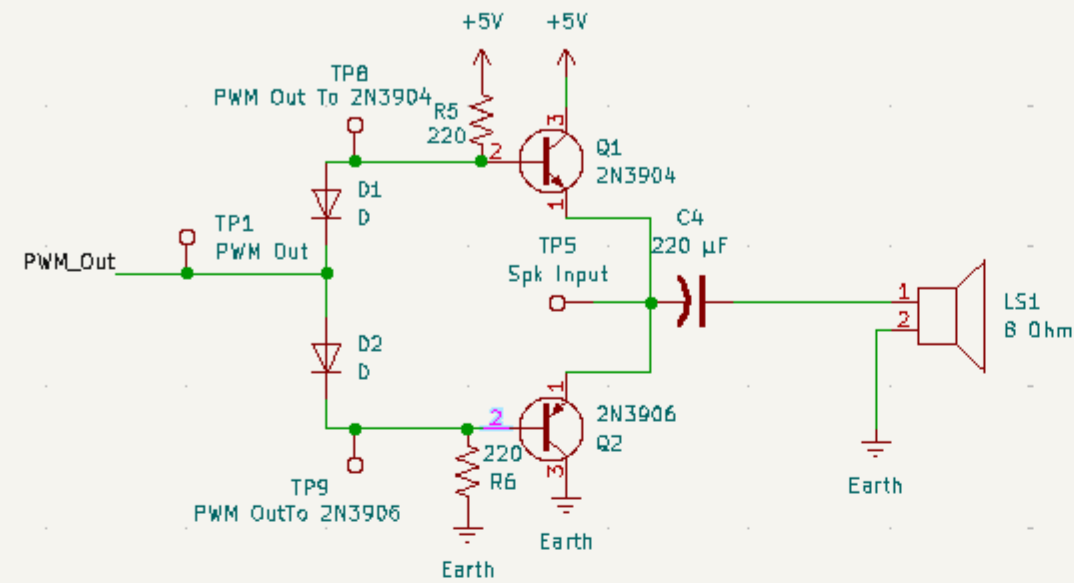 +5V
+5V
TP8
PWM Out To 2N3904
R5
220
3
2
Q1
2N3904
1
D1
D
TP1
PWM Out
PWM_Out
C4
220 µF
TP5
Spk Input
1
2
LS1
8 Ohm
D2
D
1
2
2N3906
Q2
220
R6
3
TP9
PWM OutTo 2N3906
Earth
Earth
Earth